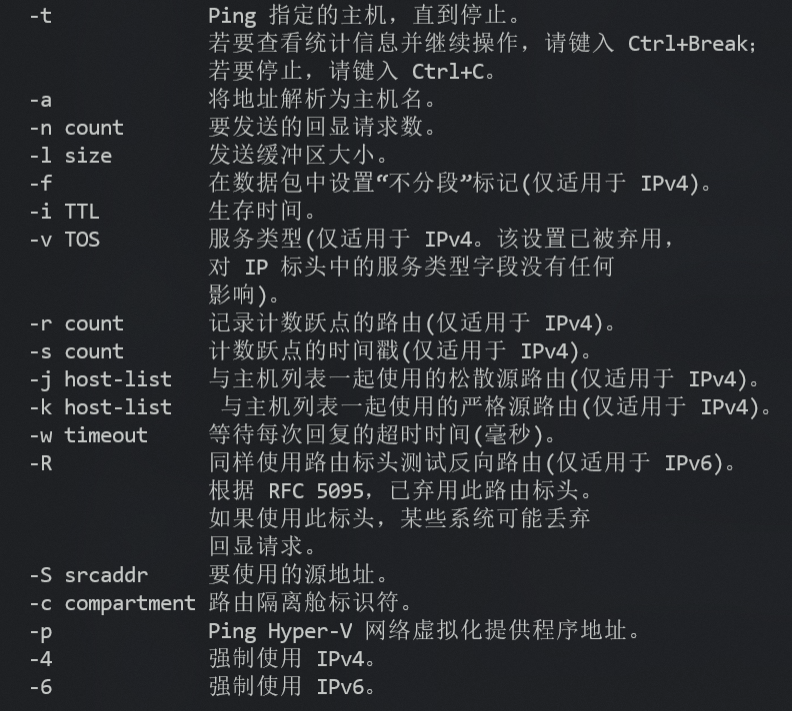 -t Ping 指定的主机，直到停止。
若要查看统计信息并继续操作，请键入 Ctrl+Break；
若要停止，请键入 Ctrl+C。
-a 将地址解析为主机名。
-n count 要发送的回显请求数。
-l size 发送缓冲区大小。
-f 在数据包中设置“不分段”标记(仅适用于 IPv4)。
-i TTL 生存时间。
-v TOS 服务类型(仅适用于 IPv4。该设置已被弃用，
对 IP 标头中的服务类型字段没有任何
影响)。
-r count 记录计数跃点的路由(仅适用于 IPv4)。
-s count 计数跃点的时间戳(仅适用于 IPv4)。
-j host-list 与主机列表一起使用的松散源路由(仅适用于 IPv4)。
-k host-list 与主机列表一起使用的严格源路由(仅适用于 IPv4)。
-w timeout 等待每次回复的超时时间(毫秒)。
-R 同样使用路由标头测试反向路由(仅适用于 IPv6)。
根据 RFC 5095，已弃用此路由标头。
如果使用此标头，某些系统可能丢弃
回显请求。
-S srcaddr 要使用的源地址。
-c compartment 路由隔离舱标识符。
-p Ping Hyper-V 网络虚拟化提供程序地址。
-4 强制使用 IPv4。
-6 强制使用 IPv6。